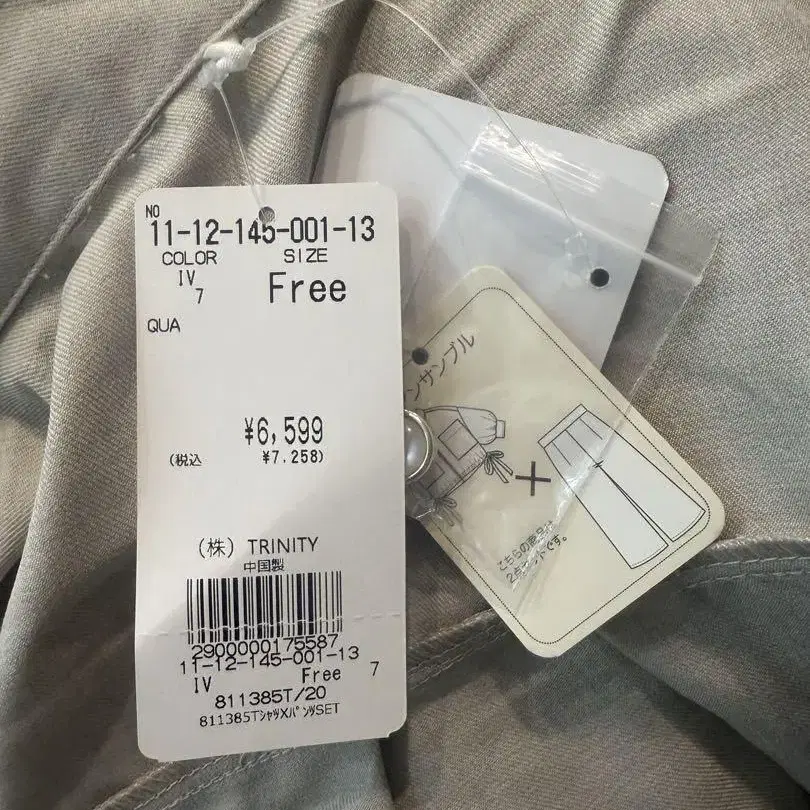 NO
11-12-145-001-13
COLOR SIZE
IV Free
7
QUA
¥6,599
(税込 ¥7,258)
(株) TRINITY
中国製
2900000175587
11-12-145-001-13
IV Free 7
811385T/20
811385TシャツXパンツSET
ンサンブル
+
こちらの商品は
2点セットです。